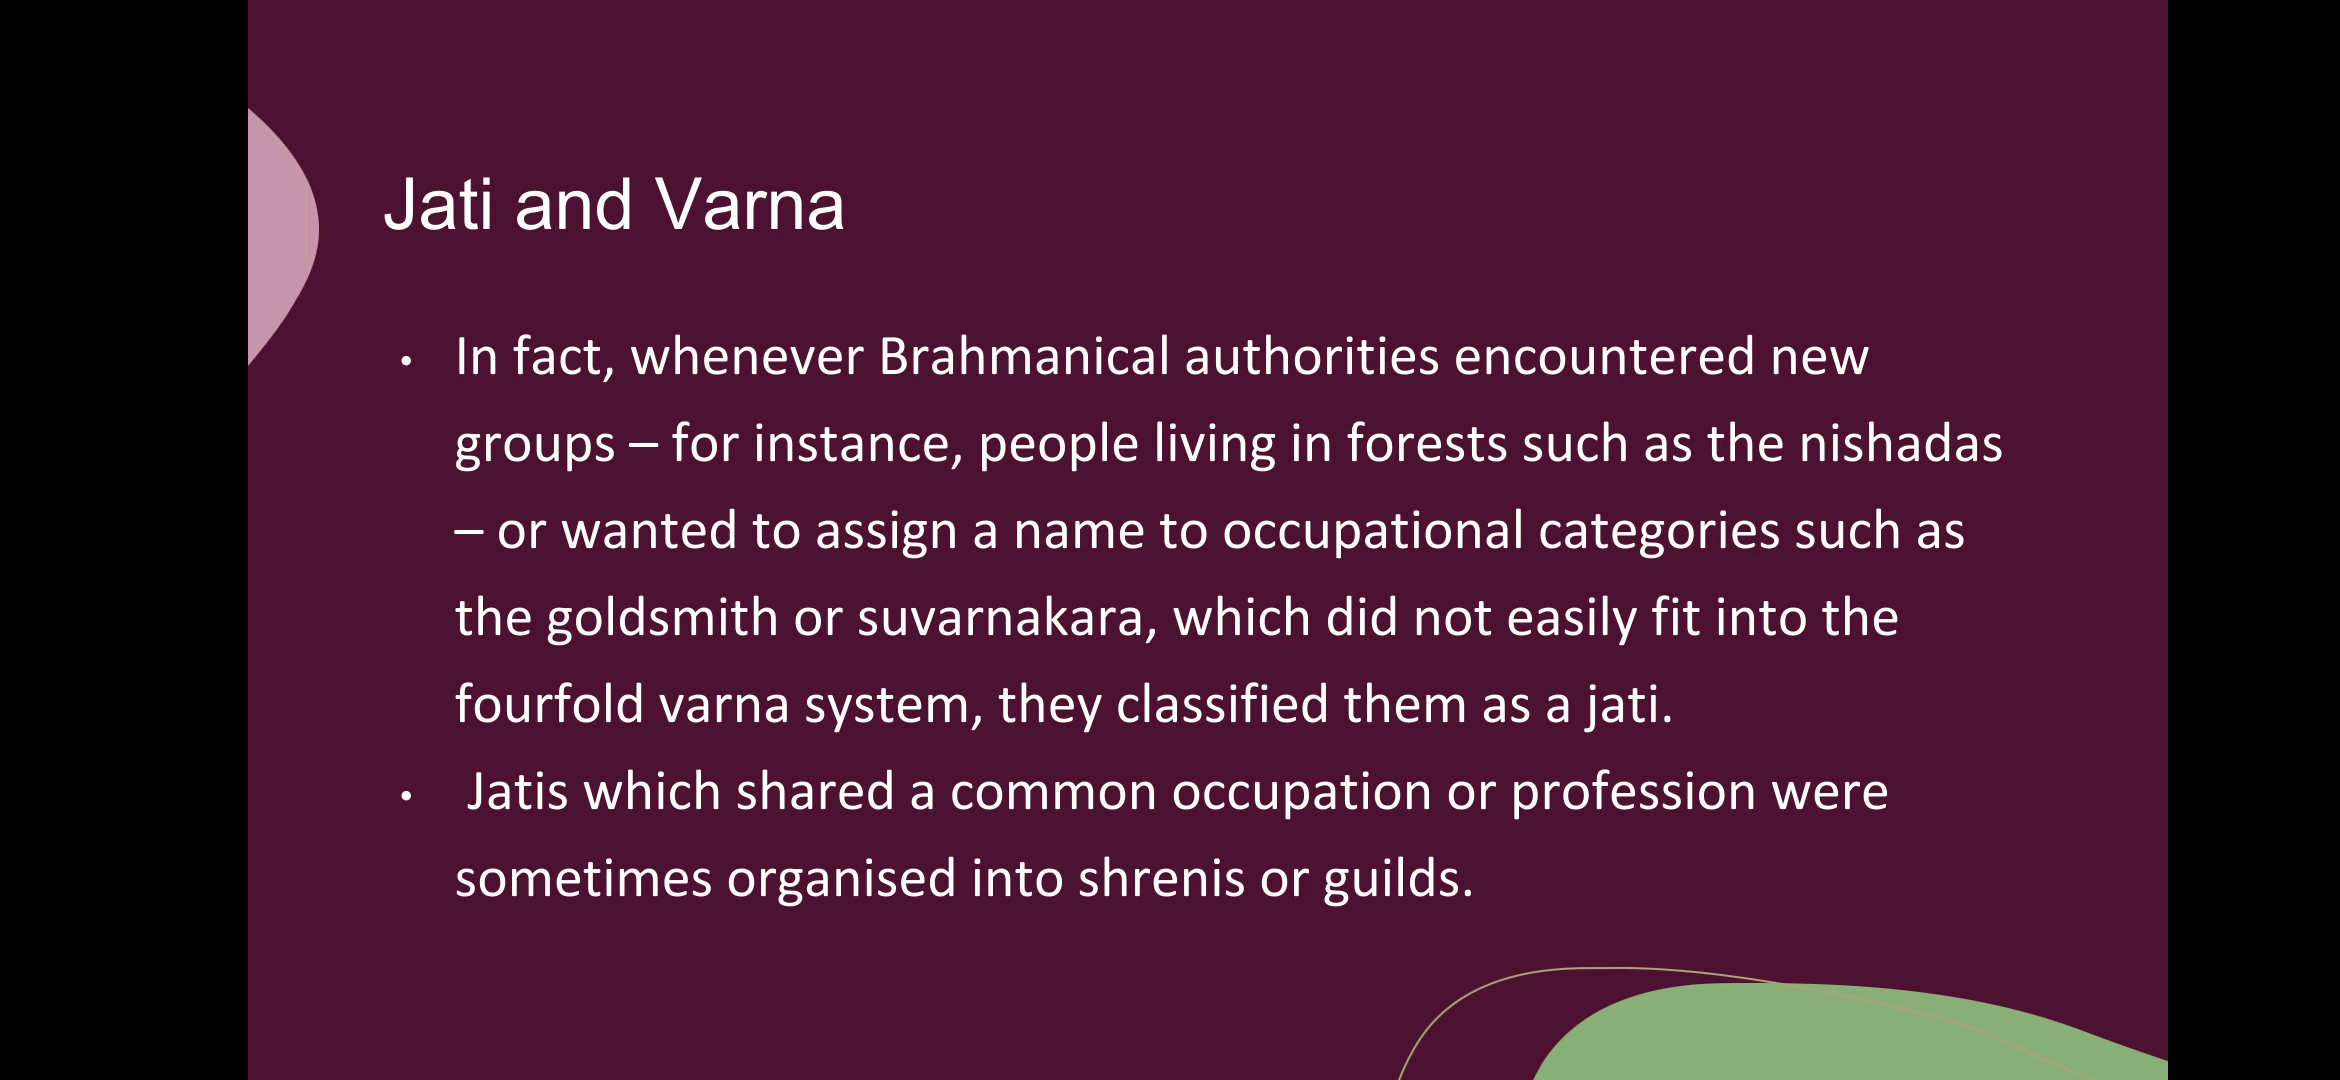 Jati and Varna
• In fact, whenever Brahmanical authorities encountered new
groups – for instance, people living in forests such as the nishadas
– or wanted to assign a name to occupational categories such as
the goldsmith or suvarnakara, which did not easily fit into the
fourfold varna system, they classified them as a jati.
• Jatis which shared a common occupation or profession were
sometimes organised into shrenis or guilds.